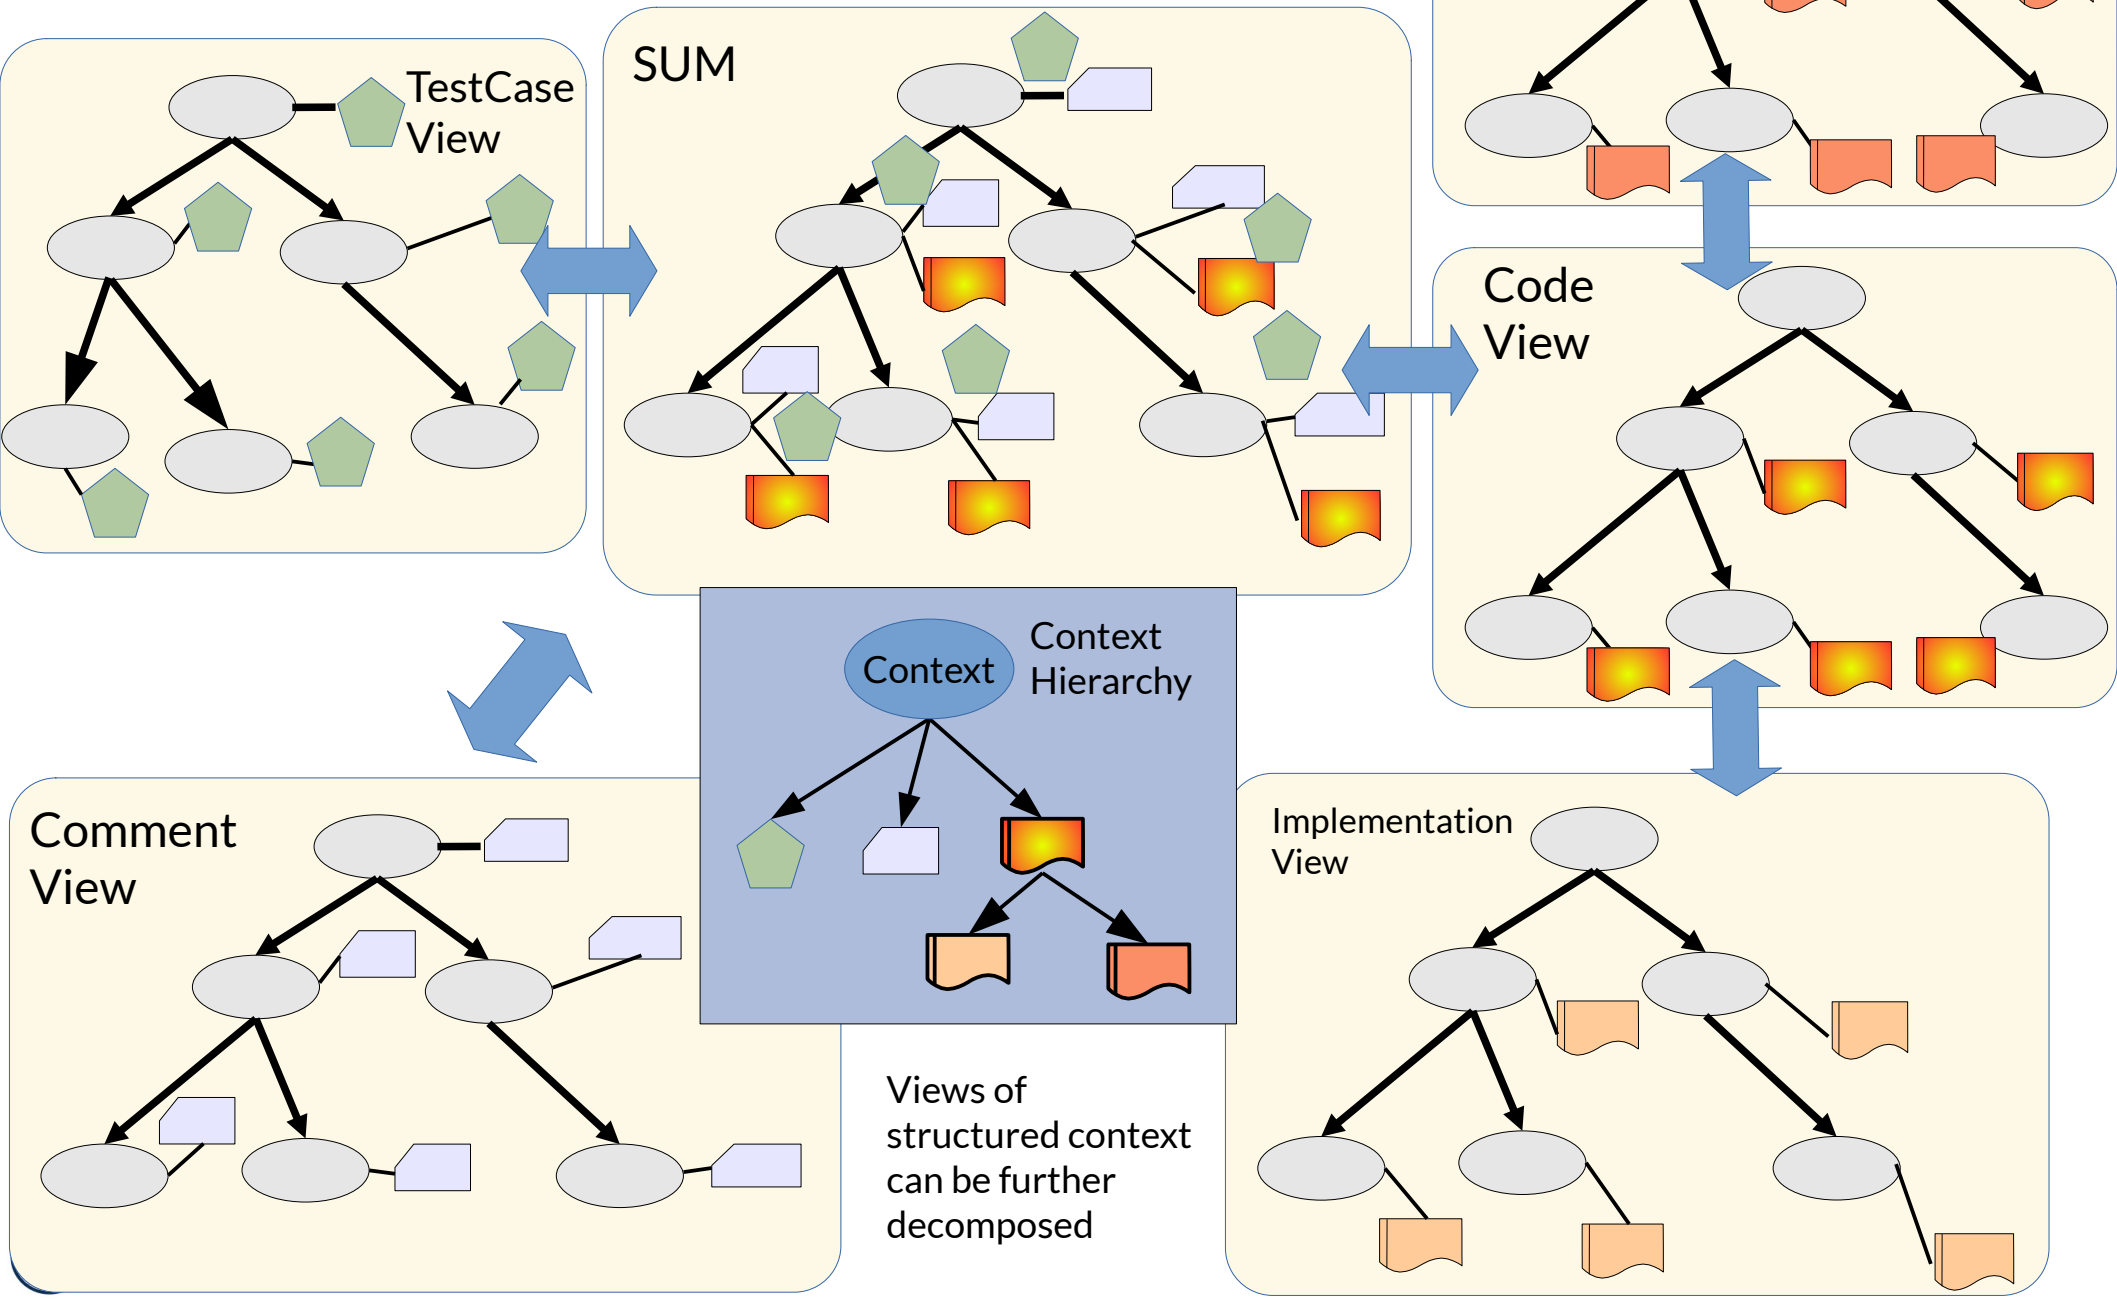 TestCase
View
SUM
Code
View
Context
Context
Hierarchy
Comment
View
Implementation
View
Views of
structured context
can be further
decomposed